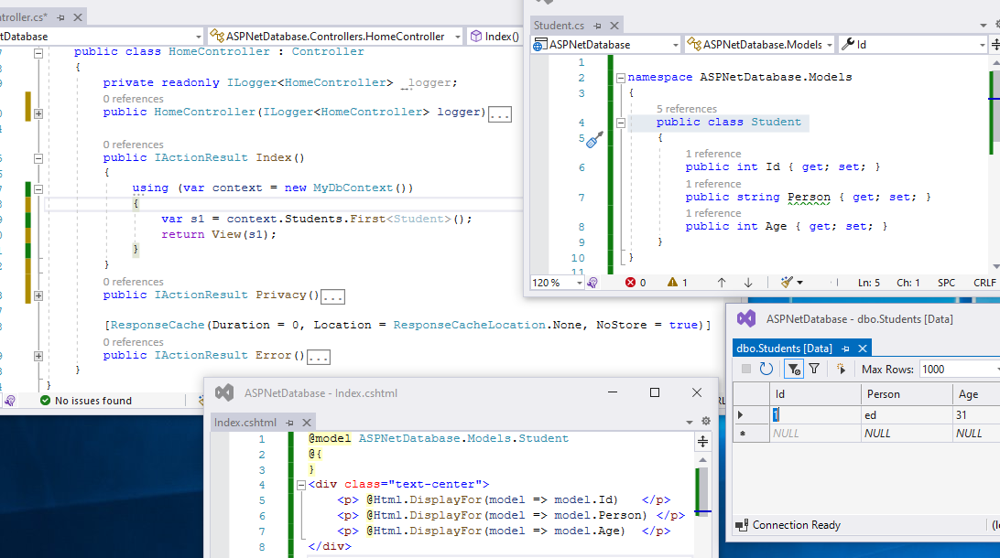 ntroller.cs*
tDatabase
ASPNetDatabase.Controllers.HomeController
Index()
public class HomeController : Controller
{
private readonly ILogger<HomeController> _logger;
0 references
public HomeController(ILogger<HomeController> logger)...
0 references
public IActionResult Index()
{
using (var context = new MyDbContext())
{
var s1 = context.Students.First<Student>();
return View(s1);
}
}
0 references
public IActionResult Privacy()...
[ResponseCache(Duration = 0, Location = ResponseCacheLocation.None, NoStore = true)]
0 references
public IActionResult Error()...
}
}
No issues found
Student.cs
ASPNetDatabase
ASPNetDatabase.Models
Id
1
2 namespace ASPNetDatabase.Models
3 {
5 references
4 public class Student
5 {
1 reference
6 public int Id { get; set; }
1 reference
7 public string Person { get; set; }
1 reference
8 public int Age { get; set; }
9 }
10 }
11
120 %
0
1
Ln: 5
Ch: 1
SPC
CRLF
ASPNetDatabase - Index.cshtml
Index.cshtml
1 @model ASPNetDatabase.Models.Student
2 @{
3 }
4 <div class="text-center">
5 <p> @Html.DisplayFor(model => model.Id) </p>
6 <p> @Html.DisplayFor(model => model.Person) </p>
7 <p> @Html.DisplayFor(model => model.Age) </p>
8 </div>
ASPNetDatabase - dbo.Students [Data]
dbo.Students [Data]
Max Rows: 1000
Id Person Age
1 ed 31
NULL NULL NULL
Connection Ready